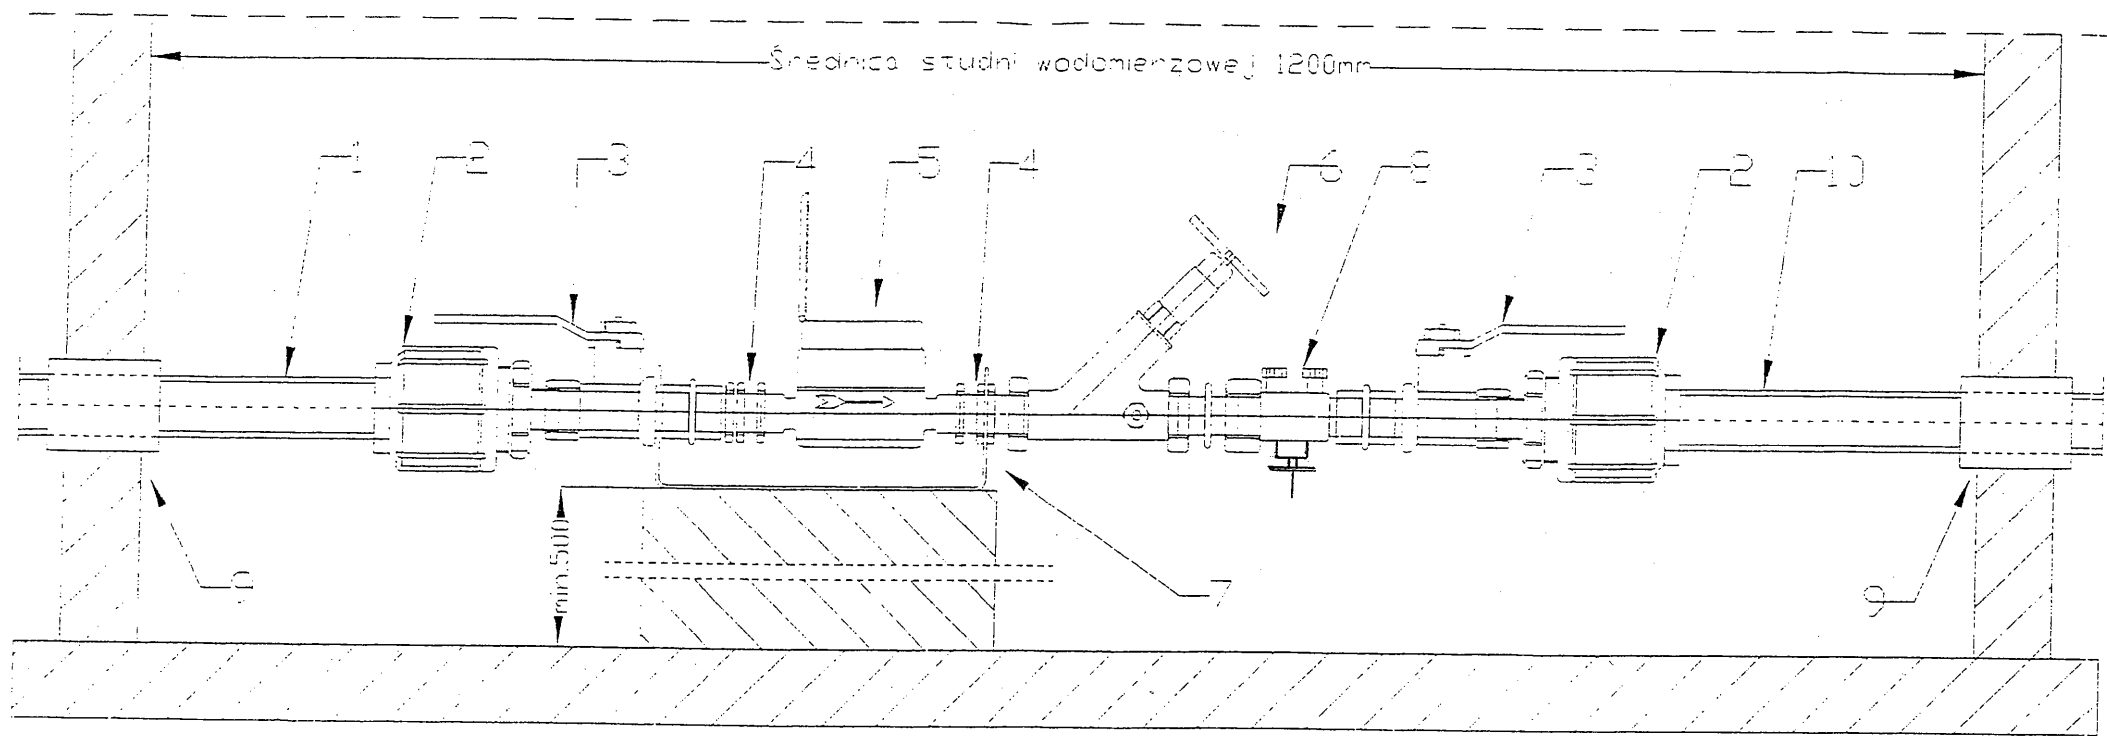 Średnica studni wodomierzowej 1200mm
1 2 3 4 5 4 6 8 3 2 10
min.500
9 7 9